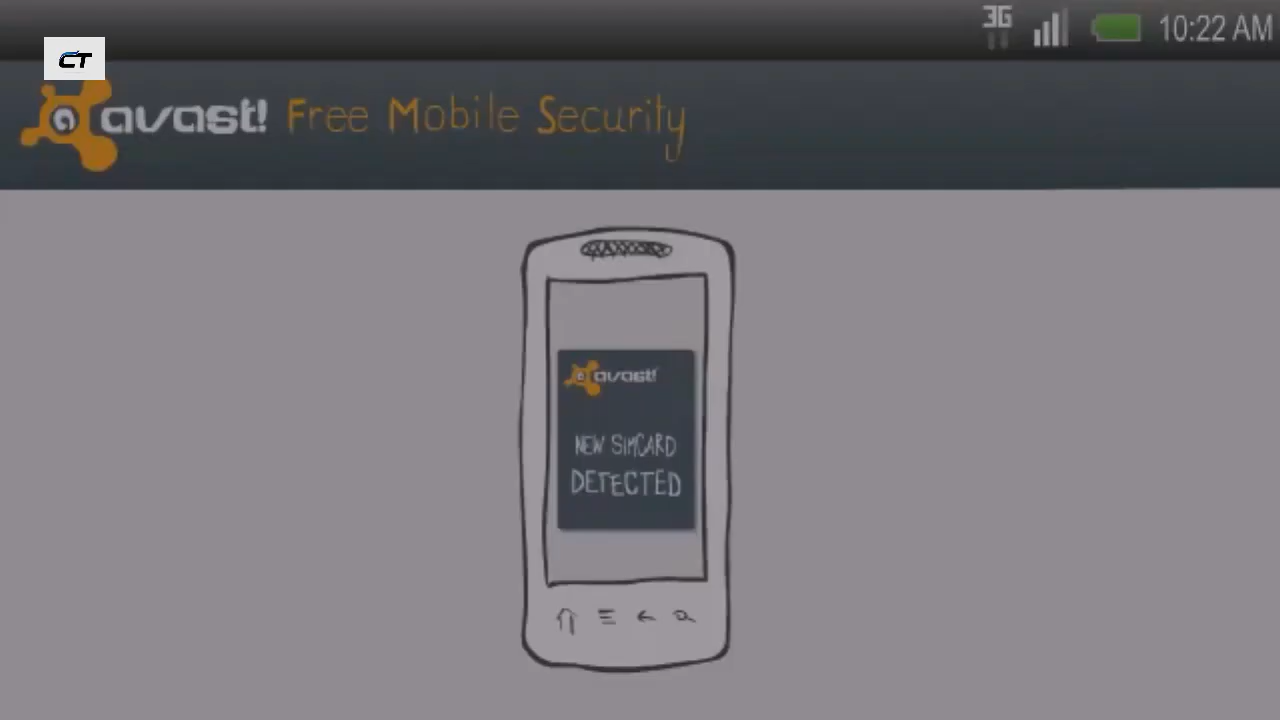 3G 10:22 AM
CT
avast! Free Mobile Security
avast!
NEW SIMCARD
DETECTED